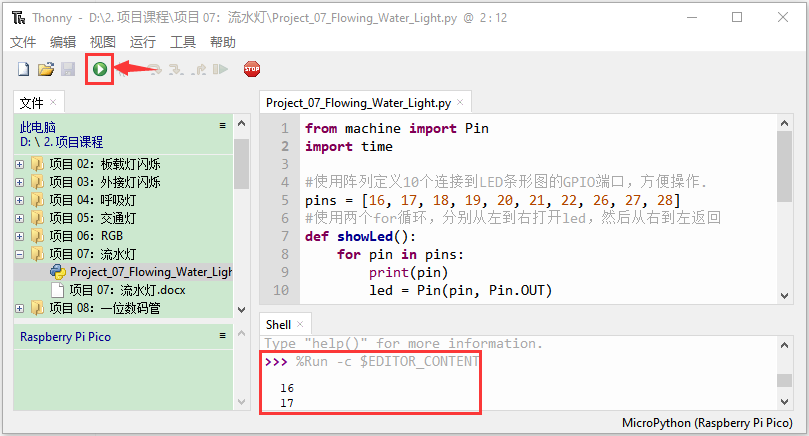 Thonny - D:\2. 项目课程\项目 07: 流水灯\Project_07_Flowing_Water_Light.py @ 2:12
文件 编辑 视图 运行 工具 帮助
STOP
文件
此电脑
D: \ 2. 项目课程
项目 02: 板载灯闪烁
项目 03: 外接灯闪烁
项目 04: 呼吸灯
项目 05: 交通灯
项目 06: RGB
项目 07: 流水灯
Project_07_Flowing_Water_Ligh
项目 07: 流水灯.docx
项目 08: 一位数码管
Raspberry Pi Pico
Project_07_Flowing_Water_Light.py
1 from machine import Pin
2 import time
3
4 #使用阵列定义10个连接到LED条形图的GPIO端口，方便操作.
5 pins = [16, 17, 18, 19, 20, 21, 22, 26, 27, 28]
6 #使用两个for循环，分别从左到右打开led，然后从右到左返回
7 def showLed():
8 for pin in pins:
9 print(pin)
10 led = Pin(pin, Pin.OUT)
Shell
Type "help()" for more information.
>>> %Run -c $EDITOR_CONTENT
16
17
MicroPython (Raspberry Pi Pico)